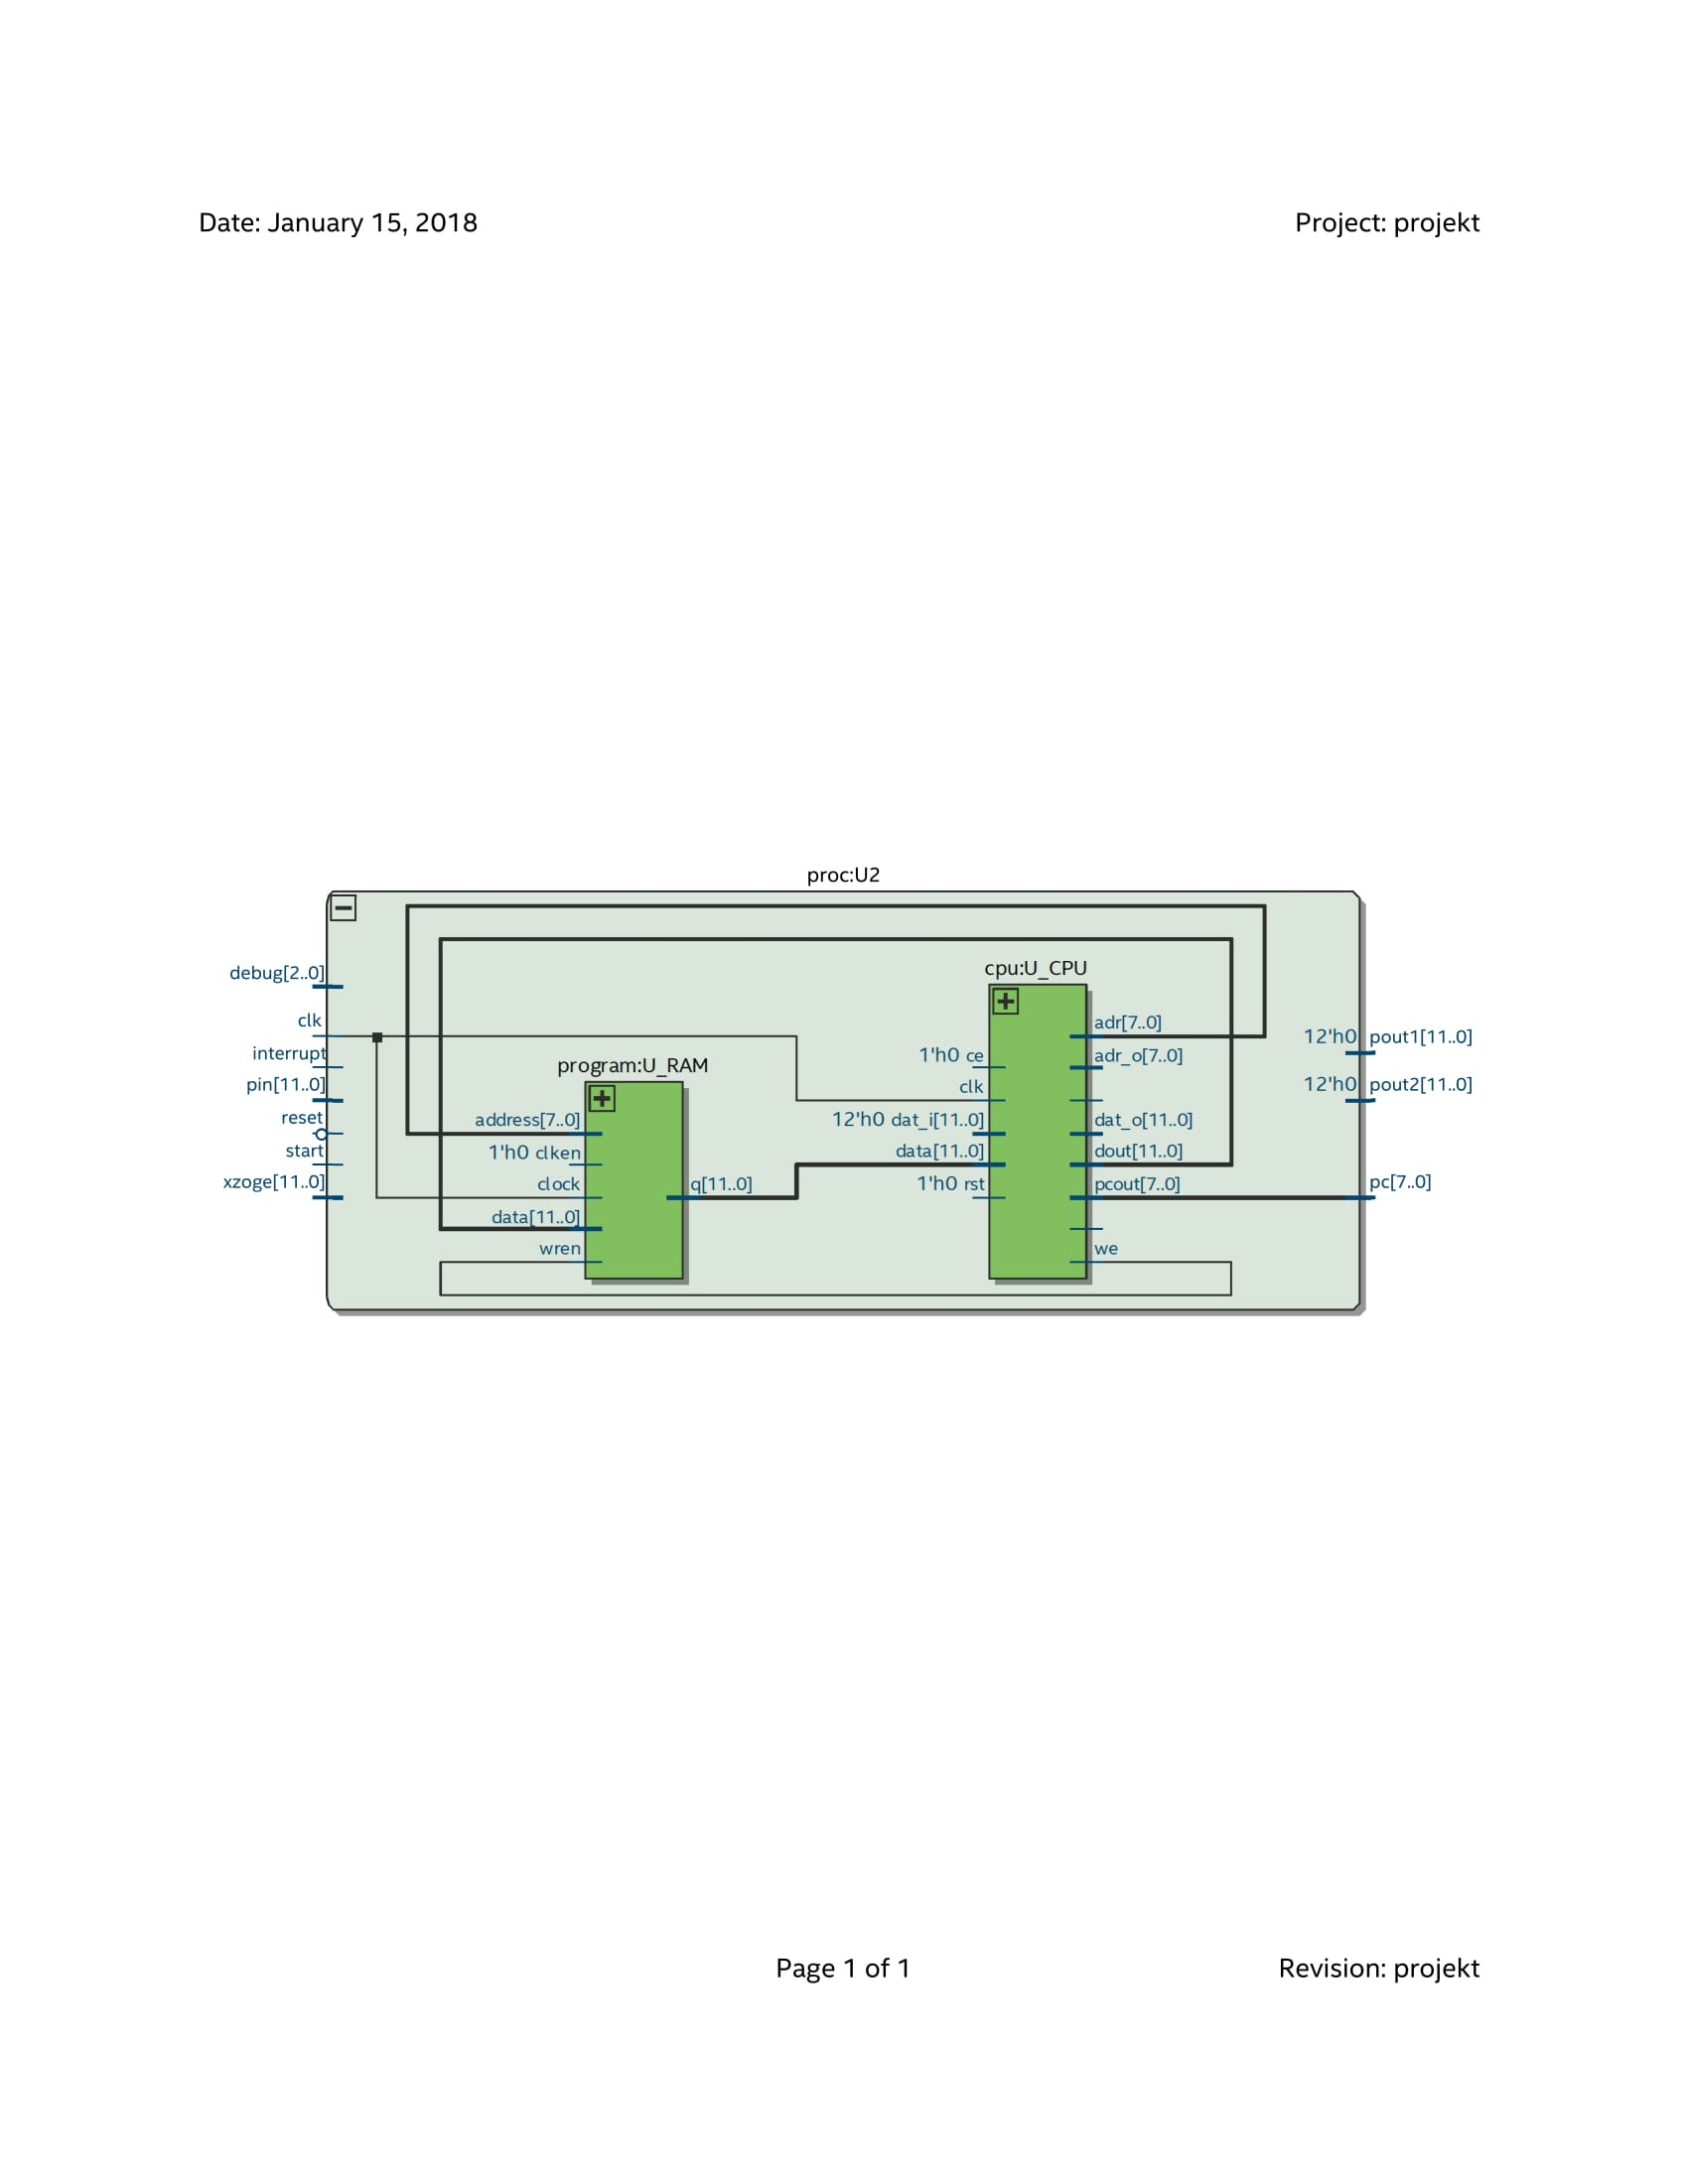 Date: January 15, 2018
Project: projekt
proc:U2
debug[2..0]
clk
interrupt
pin[11..0]
reset
start
xzoge[11..0]
program:U_RAM
address[7..0]
1'h0 clken
clock
data[11..0]
wren
q[11..0]
cpu:U_CPU
1'h0 ce
clk
12'h0 dat_i[11..0]
data[11..0]
1'h0 rst
adr[7..0]
adr_o[7..0]
dat_o[11..0]
dout[11..0]
pcout[7..0]
we
12'h0 pout1[11..0]
12'h0 pout2[11..0]
pc[7..0]
Page 1 of 1
Revision: projekt